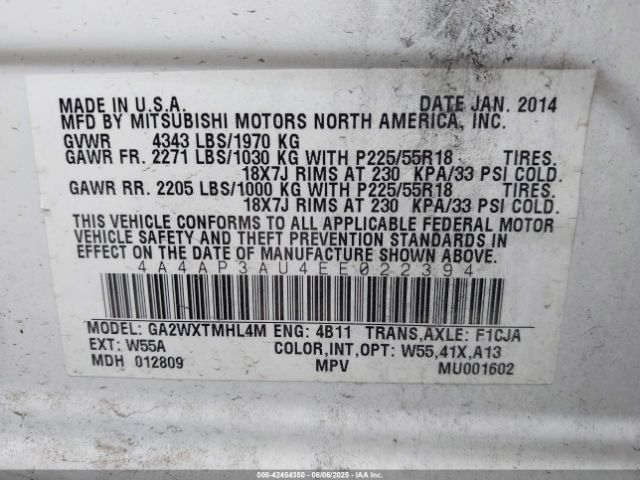 MADE IN U.S.A. DATE JAN. 2014
MFD BY MITSUBISHI MOTORS NORTH AMERICA, INC.
GVWR 4343 LBS/1970 KG
GAWR FR. 2271 LBS/1030 KG WITH P225/55R18 TIRES.
18X7J RIMS AT 230 KPA/33 PSI COLD.
GAWR RR. 2205 LBS/1000 KG WITH P225/55R18 TIRES.
18X7J RIMS AT 230 KPA/33 PSI COLD.
THIS VEHICLE CONFORMS TO ALL APPLICABLE FEDERAL MOTOR
VEHICLE SAFETY AND THEFT PREVENTION STANDARDS IN
EFFECT ON THE DATE OF MANUFACTURE SHOWN ABOVE.
4A4AP3AU4EE022394
MODEL: GA2WXTMHL4M ENG: 4B11 TRANS,AXLE: F1CJA
EXT: W55A COLOR,INT,OPT: W55,41X,A13
MDH 012809 MPV MU001602
000-42454350 - 06/06/2025 - IAAI.COM